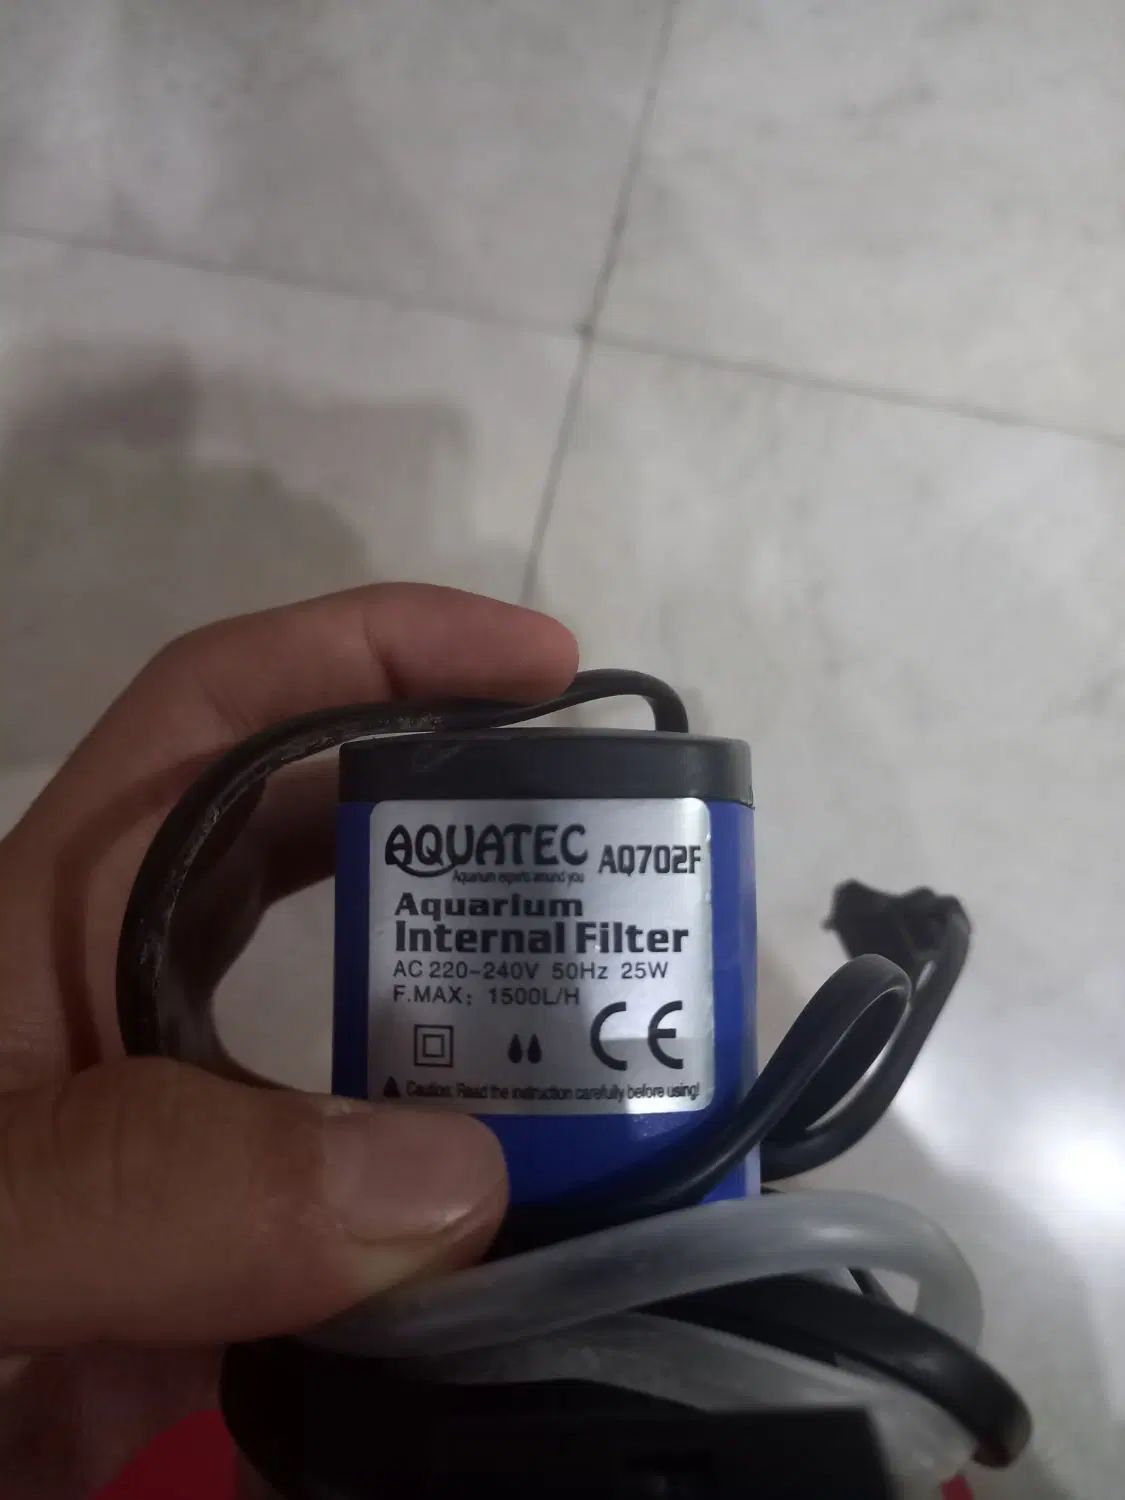 AQUATEC AQ702F
Aquarium experts around you
Aquarium
Internal Filter
AC 220-240V 50Hz 25W
F.MAX: 1500L/H
CE
Caution: Read the instruction carefully before using!